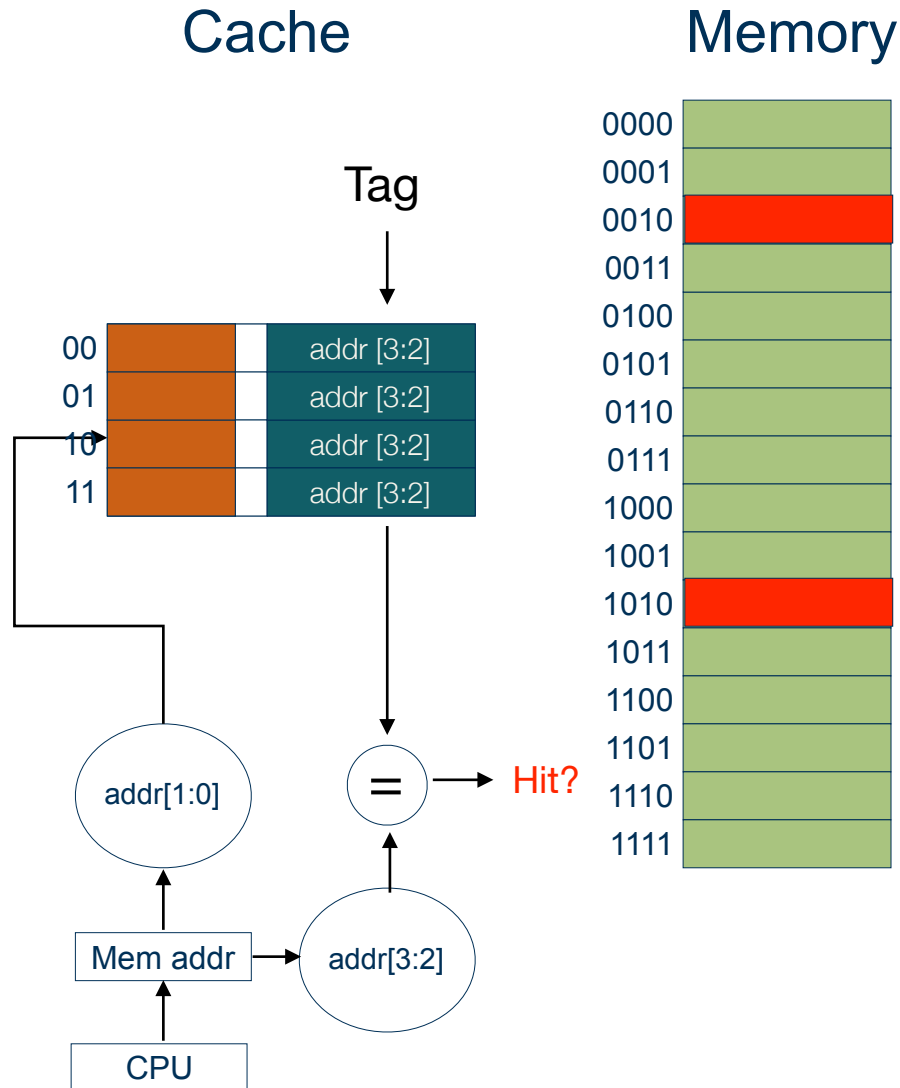 Cache
Memory
Tag
00 addr [3:2]
01 addr [3:2]
10 addr [3:2]
11 addr [3:2]
0000
0001
0010
0011
0100
0101
0110
0111
1000
1001
1010
1011
1100
1101
1110
1111
addr[1:0]
=
Hit?
Mem addr
addr[3:2]
CPU